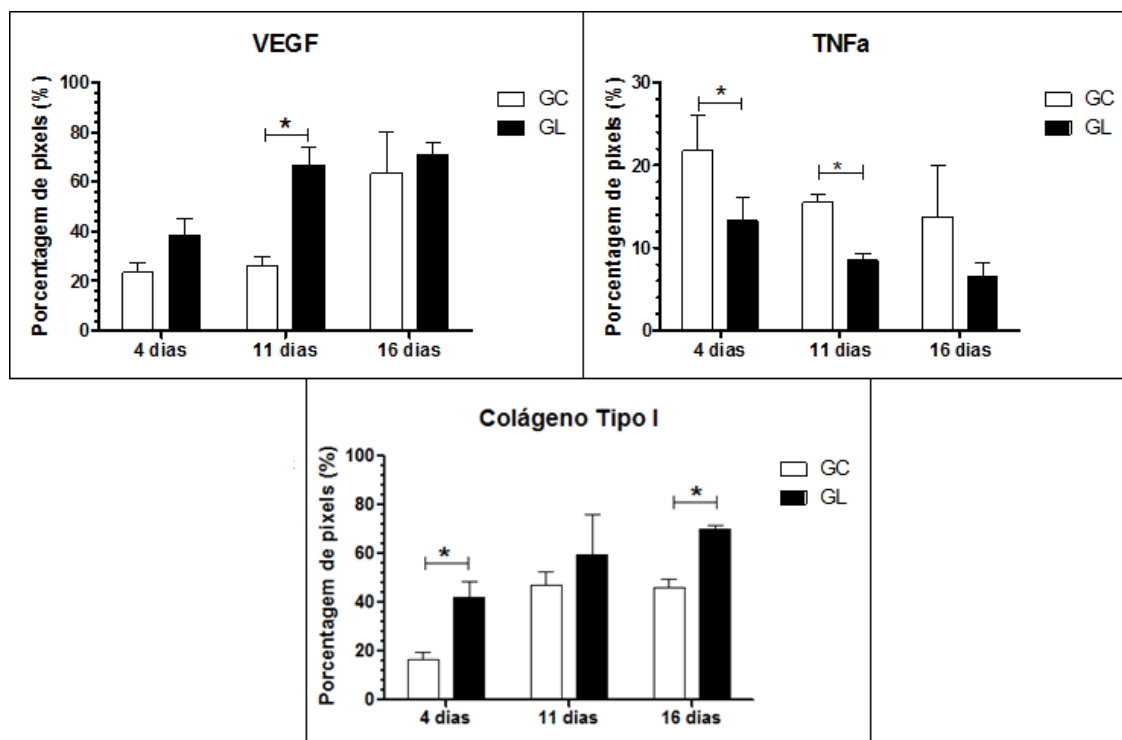 VEGF
Porcentagem de pixels (%)
100
80
60
40
20
0
*
GC
GL
4 dias
11 dias
16 dias
TNFa
Porcentagem de pixels (%)
30
20
10
0
*
*
GC
GL
4 dias
11 dias
16 dias
Colágeno Tipo I
Porcentagem de pixels (%)
100
80
60
40
20
0
*
*
GC
GL
4 dias
11 dias
16 dias